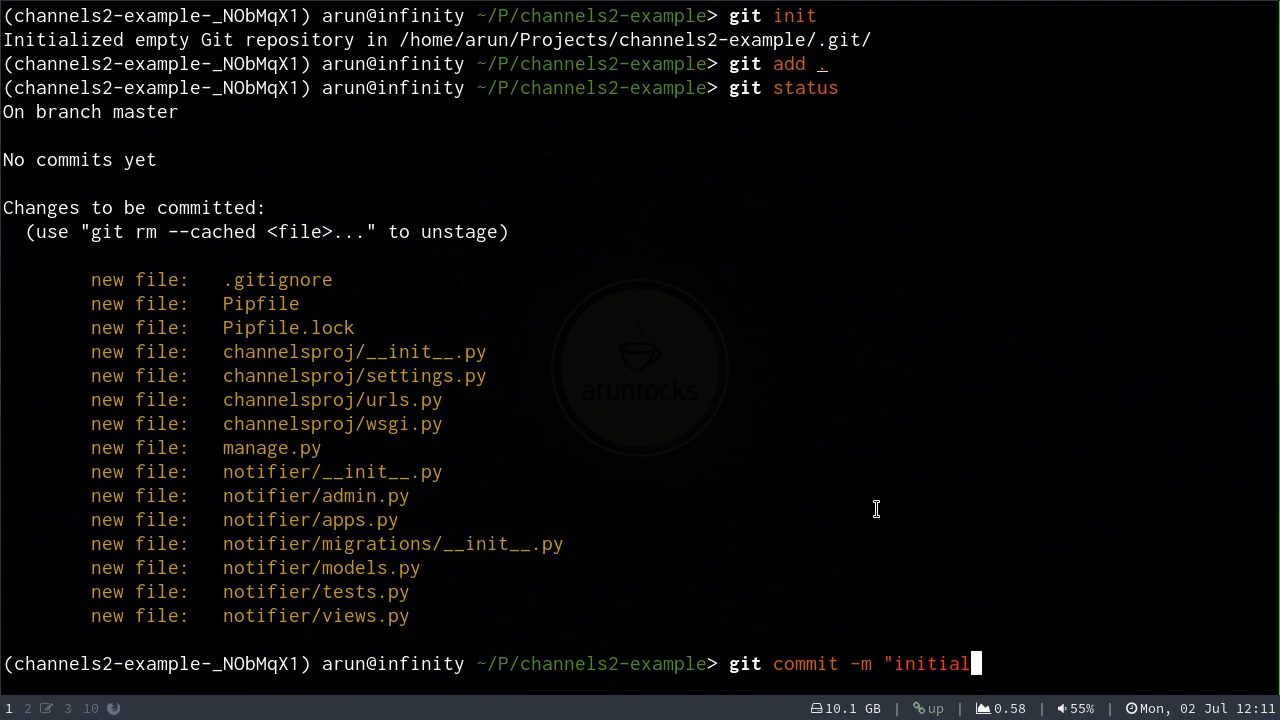 (channels2-example-_NObMqX1) arun@infinity ~/P/channels2-example> git init
Initialized empty Git repository in /home/arun/Projects/channels2-example/.git/
(channels2-example-_NObMqX1) arun@infinity ~/P/channels2-example> git add .
(channels2-example-_NObMqX1) arun@infinity ~/P/channels2-example> git status
On branch master
No commits yet
Changes to be committed:
(use "git rm --cached <file>..." to unstage)
new file: .gitignore
new file: Pipfile
new file: Pipfile.lock
new file: channelsproj/__init__.py
new file: channelsproj/settings.py
new file: channelsproj/urls.py
new file: channelsproj/wsgi.py
new file: manage.py
new file: notifier/__init__.py
new file: notifier/admin.py
new file: notifier/apps.py
new file: notifier/migrations/__init__.py
new file: notifier/models.py
new file: notifier/tests.py
new file: notifier/views.py
arunrocks
(channels2-example-_NObMqX1) arun@infinity ~/P/channels2-example> git commit -m "initial
1 2 3 10 10.1 GB | up | 0.58 | 55% | Mon, 02 Jul 12:11